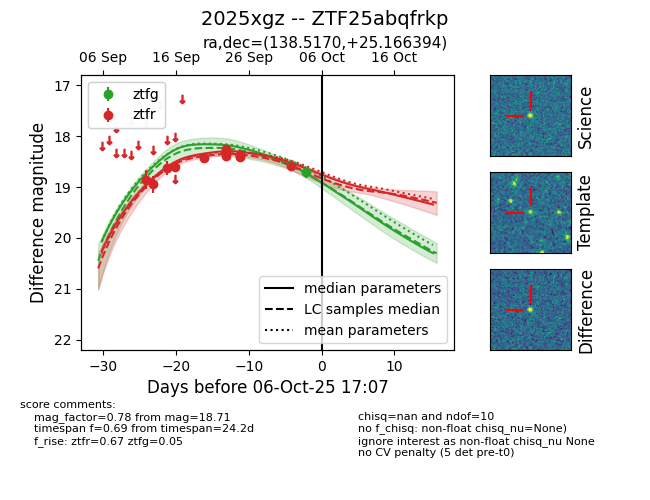 2025xgz -- ZTF25abqfrkp
ra,dec=(138.5170,+25.166394)
06 Sep 16 Sep 26 Sep 06 Oct 16 Oct
ztfg
ztfr
17
18
19
20
21
22
Difference magnitude
median parameters
LC samples median
mean parameters
−30 −20 −10 0 10
Days before 06-Oct-25 17:07
Science
Template
Difference
score comments:
mag_factor=0.78 from mag=18.71
timespan f=0.69 from timespan=24.2d
f_rise: ztfr=0.67 ztfg=0.05
chisq=nan and ndof=10
no f_chisq: non-float chisq_nu=None)
ignore interest as non-float chisq_nu None
no CV penalty (5 det pre-t0)